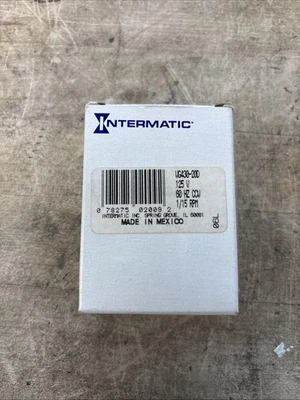 INTERMATIC®
WG430-20D
125 V
60 HZ CCW
1/15 RPM
0 78275 02009 2
INTERMATIC INC. SPRING GROVE, IL 60081
MADE IN MEXICO
06L